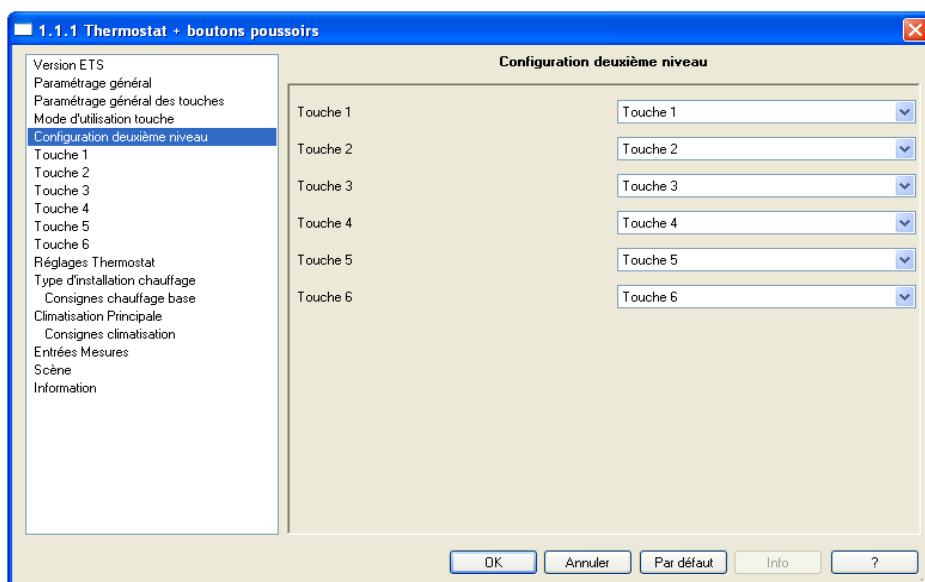 1.1.1 Thermostat + boutons poussoirs
Version ETS
Paramétrage général
Paramétrage général des touches
Mode d'utilisation touche
Configuration deuxième niveau
Touche 1
Touche 2
Touche 3
Touche 4
Touche 5
Touche 6
Réglages Thermostat
Type d'installation chauffage
Consignes chauffage base
Climatisation Principale
Consignes climatisation
Entrées Mesures
Scène
Information
Configuration deuxième niveau
Touche 1 Touche 1
Touche 2 Touche 2
Touche 3 Touche 3
Touche 4 Touche 4
Touche 5 Touche 5
Touche 6 Touche 6
OK Annuler Par défaut Info ?